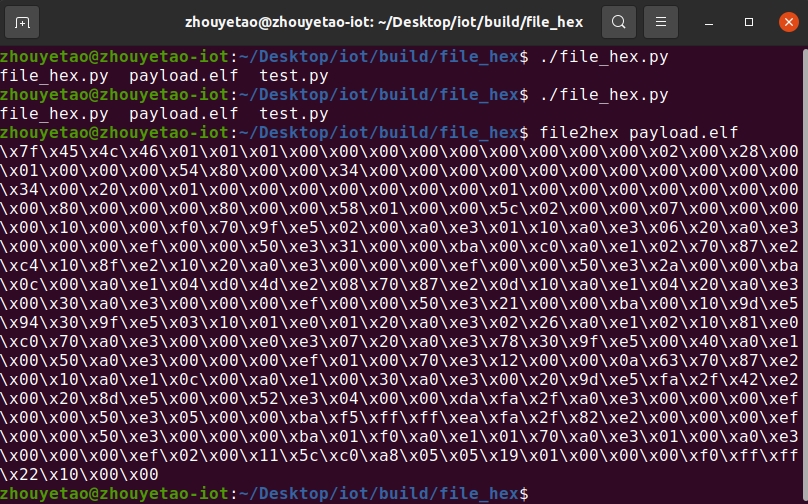 zhouyetao@zhouyetao-iot: ~/Desktop/iot/build/file_hex
zhouyetao@zhouyetao-iot:~/Desktop/iot/build/file_hex$ ./file_hex.py
file_hex.py  payload.elf  test.py
zhouyetao@zhouyetao-iot:~/Desktop/iot/build/file_hex$ ./file_hex.py
file_hex.py  payload.elf  test.py
zhouyetao@zhouyetao-iot:~/Desktop/iot/build/file_hex$ file2hex payload.elf
\x7f\x45\x4c\x46\x01\x01\x01\x00\x00\x00\x00\x00\x00\x00\x00\x00\x02\x00\x28\x00
\x01\x00\x00\x00\x54\x80\x00\x00\x34\x00\x00\x00\x00\x00\x00\x00\x00\x00\x00\x00
\x34\x00\x20\x00\x01\x00\x00\x00\x00\x00\x00\x00\x01\x00\x00\x00\x00\x00\x00\x00
\x00\x80\x00\x00\x00\x80\x00\x00\x58\x01\x00\x00\x5c\x02\x00\x00\x07\x00\x00\x00
\x00\x10\x00\x00\xf0\x70\x9f\xe5\x02\x00\xa0\xe3\x01\x10\xa0\xe3\x06\x20\xa0\xe3
\x00\x00\x00\xef\x00\x00\x50\xe3\x31\x00\x00\xba\x00\xc0\xa0\xe1\x02\x70\x87\xe2
\xc4\x10\x8f\xe2\x10\x20\xa0\xe3\x00\x00\x00\xef\x00\x00\x50\xe3\x2a\x00\x00\xba
\x0c\x00\xa0\xe1\x04\xd0\x4d\xe2\x08\x70\x87\xe2\x0d\x10\xa0\xe1\x04\x20\xa0\xe3
\x00\x30\xa0\xe3\x00\x00\x00\xef\x00\x00\x50\xe3\x21\x00\x00\xba\x00\x10\x9d\xe5
\x94\x30\x9f\xe5\x03\x10\x01\xe0\x01\x20\xa0\xe3\x02\x26\xa0\xe1\x02\x10\x81\xe0
\xc0\x70\xa0\xe3\x00\x00\xe0\xe3\x07\x20\xa0\xe3\x78\x30\x9f\xe5\x00\x40\xa0\xe1
\x00\x50\xa0\xe3\x00\x00\x00\xef\x01\x00\x70\xe3\x12\x00\x00\x0a\x63\x70\x87\xe2
\x00\x10\xa0\xe1\x0c\x00\xa0\xe1\x00\x30\xa0\xe3\x00\x20\x9d\xe5\xfa\x2f\x42\xe2
\x00\x20\x8d\xe5\x00\x00\x52\xe3\x04\x00\x00\xda\xfa\x2f\xa0\xe3\x00\x00\x00\xef
\x00\x00\x50\xe3\x05\x00\x00\xba\xf5\xff\xff\xea\xfa\x2f\x82\xe2\x00\x00\x00\xef
\x00\x00\x50\xe3\x00\x00\x00\xba\x01\xf0\xa0\xe1\x01\x70\xa0\xe3\x01\x00\xa0\xe3
\x00\x00\x00\xef\x02\x00\x11\x5c\xc0\xa8\x05\x05\x19\x01\x00\x00\x00\xf0\xff\xff
\x22\x10\x00\x00
zhouyetao@zhouyetao-iot:~/Desktop/iot/build/file_hex$